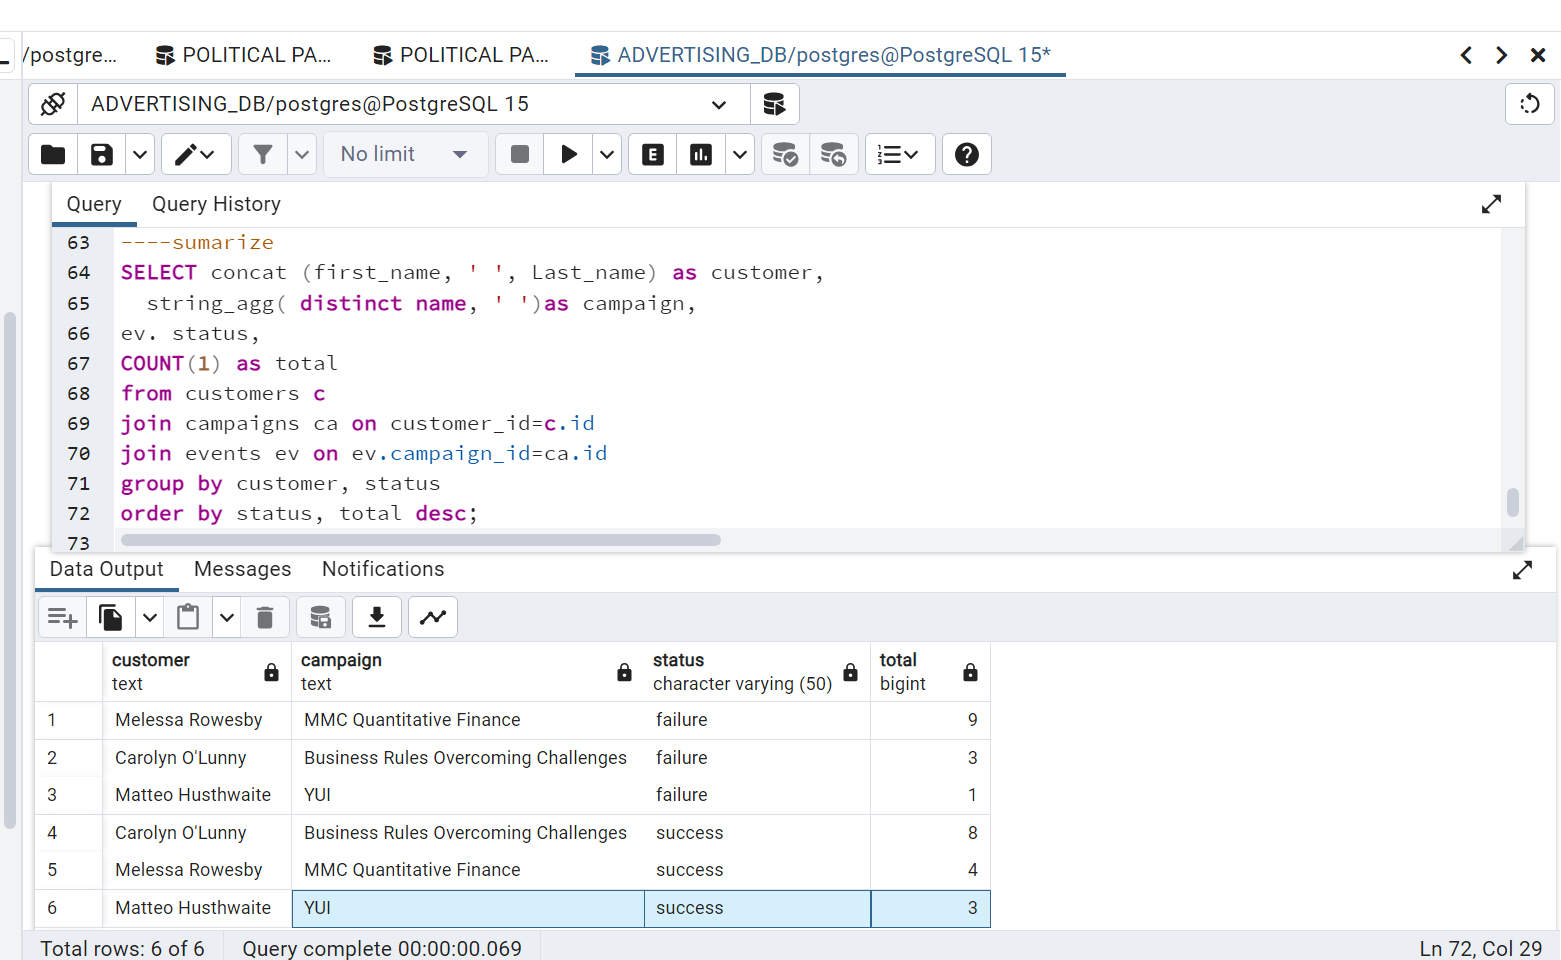 /postgre... POLITICAL PA... POLITICAL PA... ADVERTISING_DB/postgres@PostgreSQL 15*
ADVERTISING_DB/postgres@PostgreSQL 15
No limit E
Query Query History
63 ----sumarize
64 SELECT concat (first_name, ' ', Last_name) as customer,
65 string_agg( distinct name, ' ')as campaign,
66 ev. status,
67 COUNT(1) as total
68 from customers c
69 join campaigns ca on customer_id=c.id
70 join events ev on ev.campaign_id=ca.id
71 group by customer, status
72 order by status, total desc;
73
Data Output Messages Notifications
customer campaign status total
text text character varying (50) bigint
1 Melessa Rowesby MMC Quantitative Finance failure 9
2 Carolyn O'Lunny Business Rules Overcoming Challenges failure 3
3 Matteo Husthwaite YUI failure 1
4 Carolyn O'Lunny Business Rules Overcoming Challenges success 8
5 Melessa Rowesby MMC Quantitative Finance success 4
6 Matteo Husthwaite YUI success 3
Total rows: 6 of 6 Query complete 00:00:00.069 Ln 72, Col 29